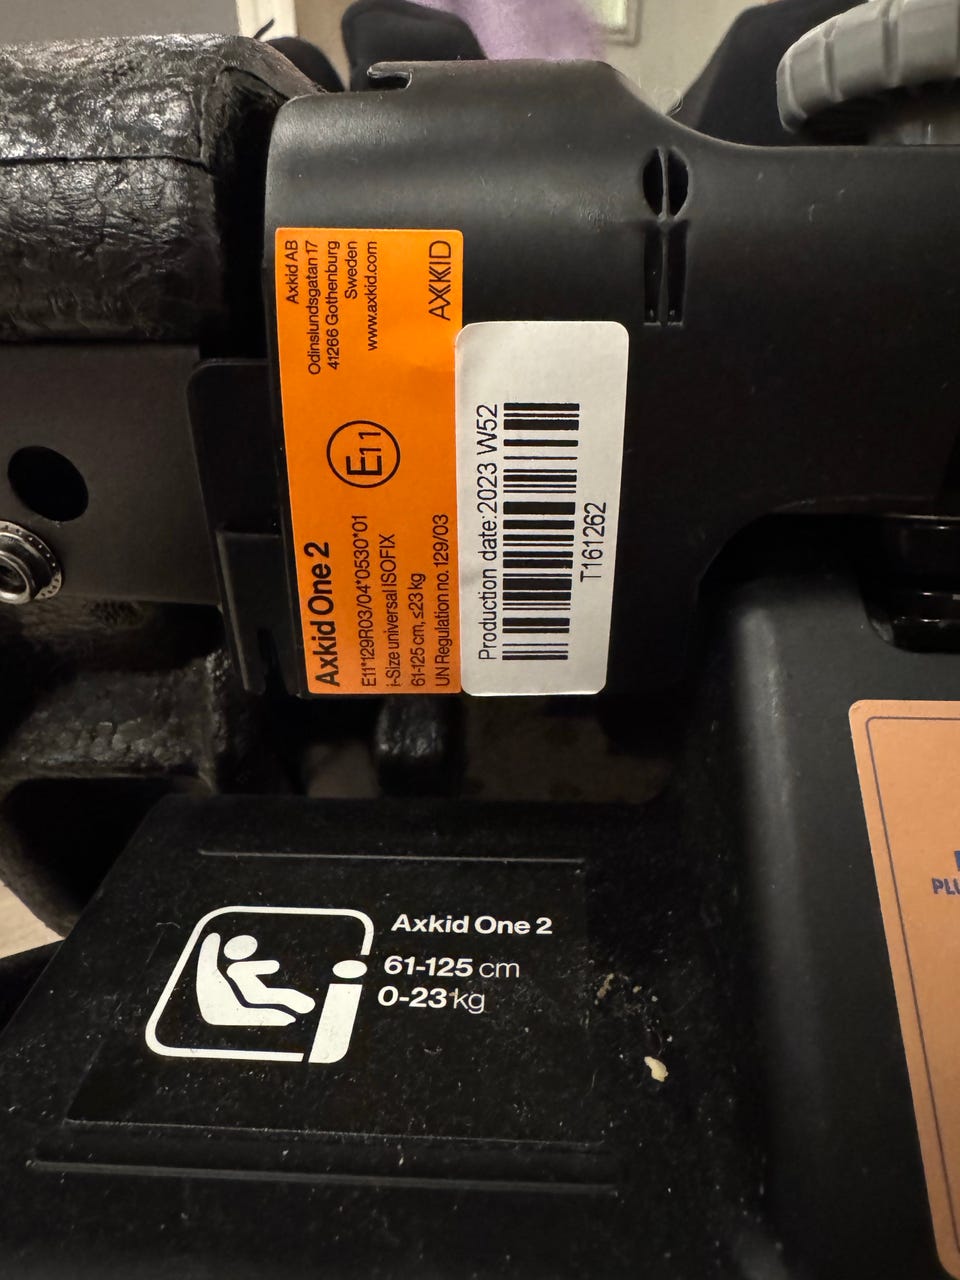 Axkid AB
Odinslundsgatan 17
41266 Gothenburg
Sweden
www.axkid.com
AXKID
E11
Axkid One 2
E11*129R03/04*0530*01
i-Size universal ISOFIX
61-125 cm, ≤23 kg
UN Regulation no. 129/03
Production date:2023 W52
T161262
Axkid One 2
61-125 cm
0-23 kg